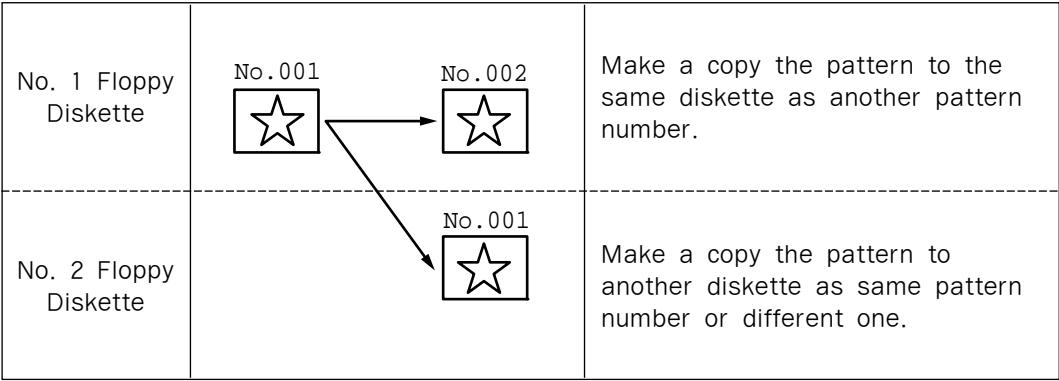 No. 1 Floppy
Diskette
No.001
No.002
Make a copy the pattern to the
same diskette as another pattern
number.
No. 2 Floppy
Diskette
No.001
Make a copy the pattern to
another diskette as same pattern
number or different one.